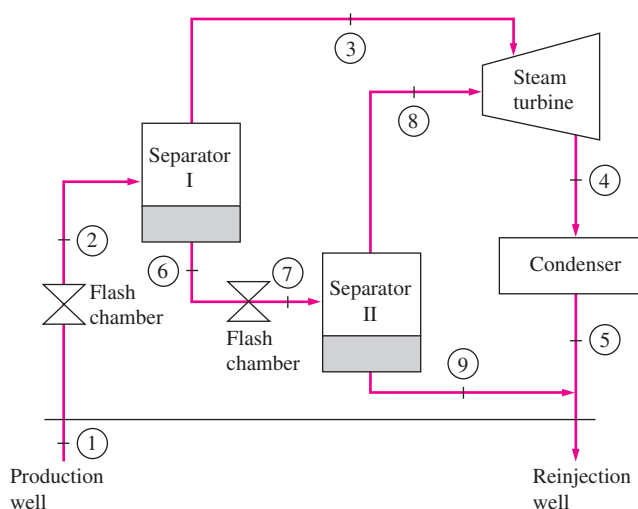 3
Steam
turbine
8
Separator
I
4
2
6
7
Condenser
Flash
chamber
Separator
II
Flash
chamber
5
9
1
Production
well
Reinjection
well